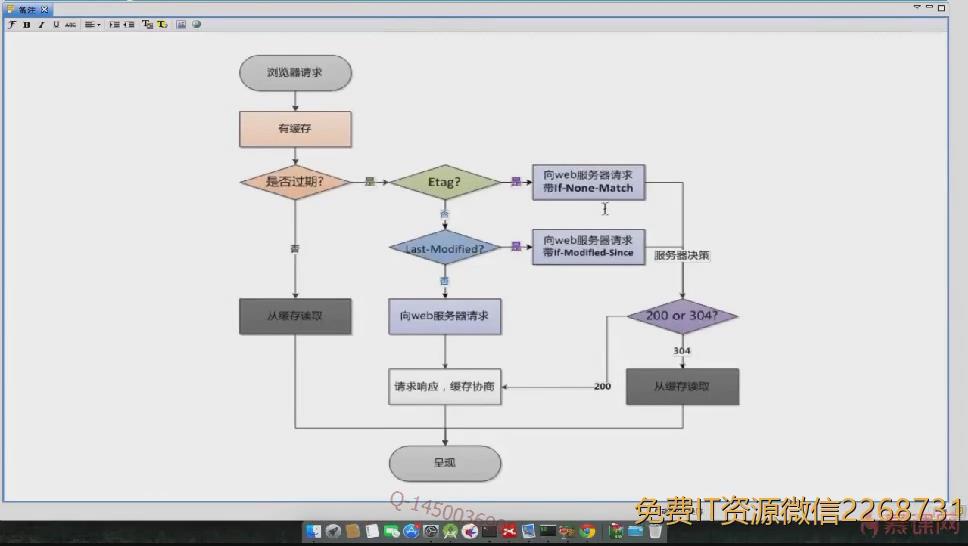 备注
浏览器请求
有缓存
是否过期?
是
Etag?
是
向web服务器请求
带If-None-Match
否
否
Last-Modified?
是
向web服务器请求
带If-Modified-Since
服务器决策
否
从缓存读取
向web服务器请求
200 or 304?
304
请求响应，缓存协商
200
从缓存读取
呈现
免费IT资源微信2268731
慕课网